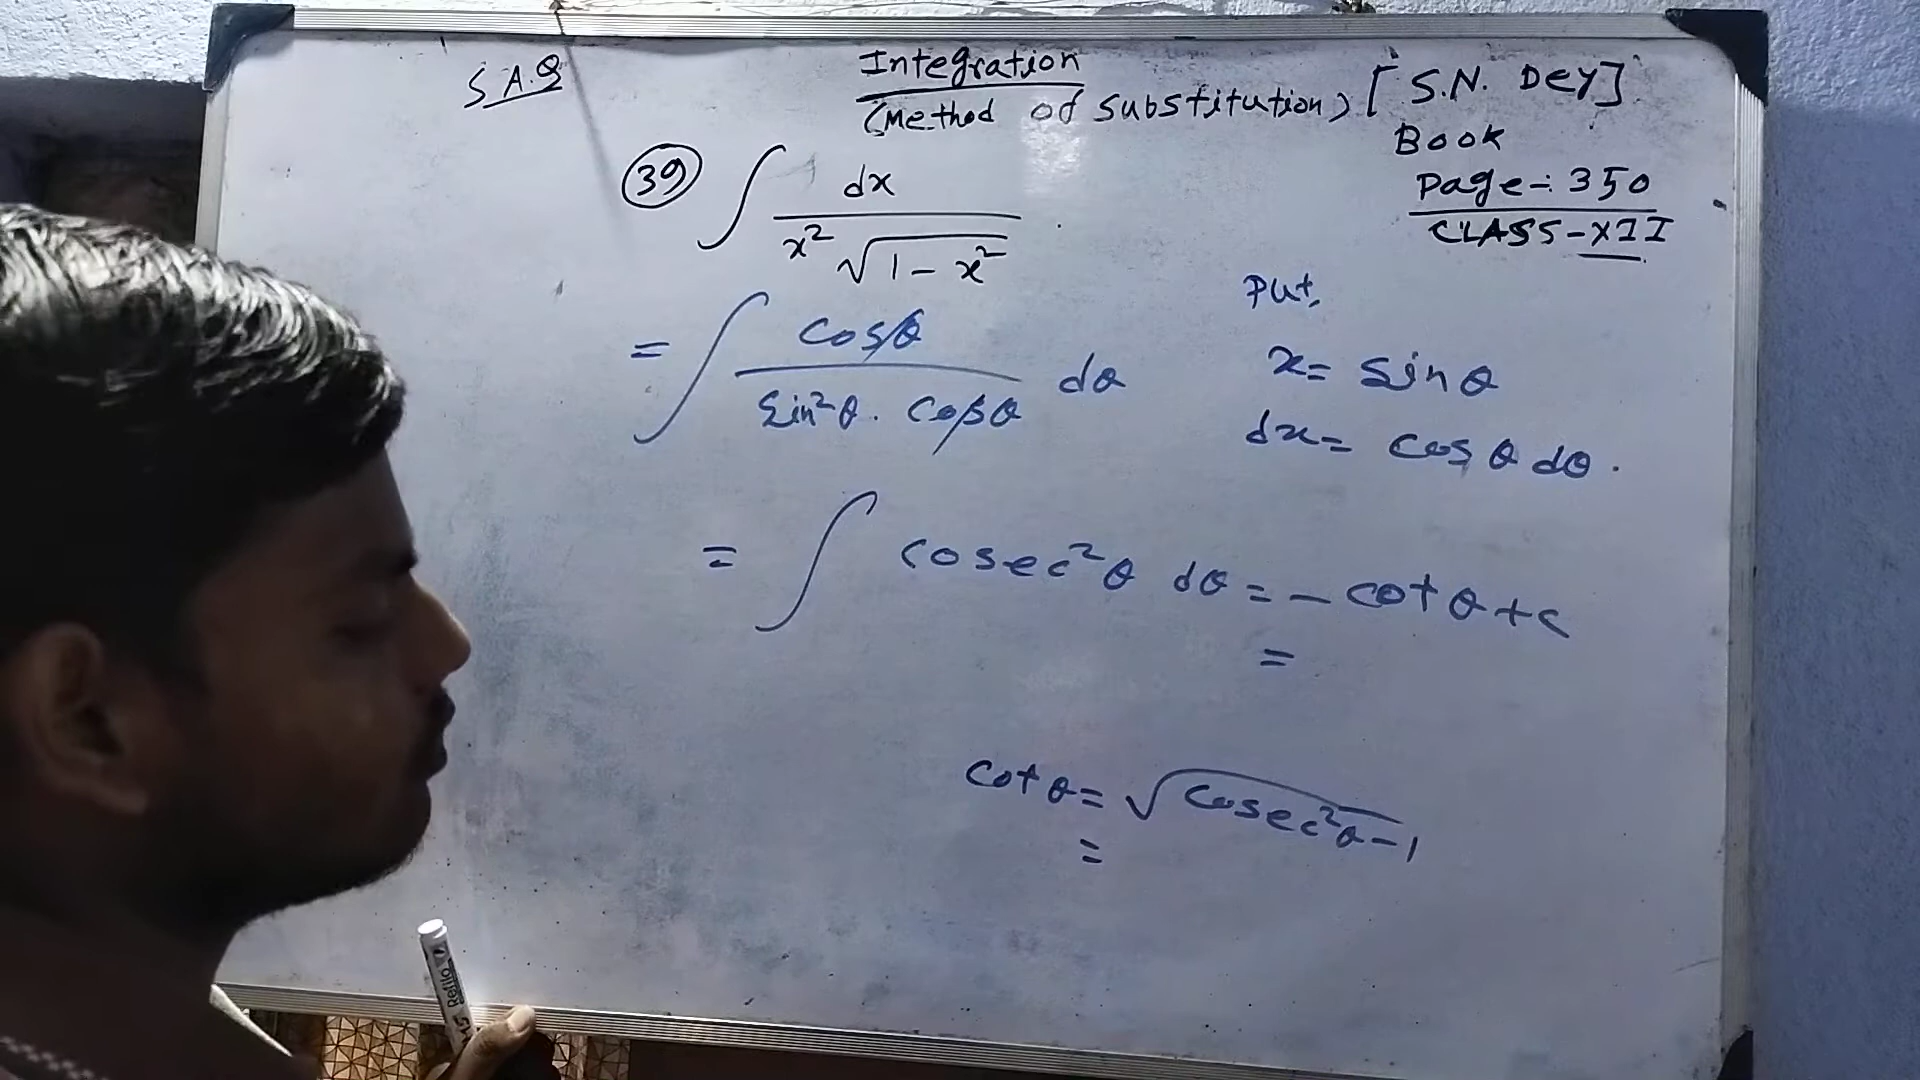 S.A.Q
Integration
(Method of Substitution) [S.N. Dey]
Book
Page-: 350
CLASS-XII
(39) ∫ dx / x² √(1 - x²)
= ∫ cosθ / sin²θ . cosθ dθ
Put,
x = sinθ
dx = cosθ dθ.
= ∫ cosec²θ dθ = - cotθ + c
=
cotθ = √cosec²θ - 1
=
Refillo